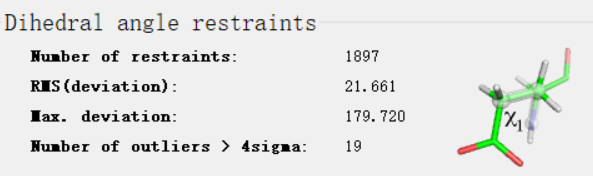 Dihedral angle restraints
Number of restraints: 1897
RMS(deviation): 21.661
Max. deviation: 179.720
Number of outliers > 4sigma: 19
χ1